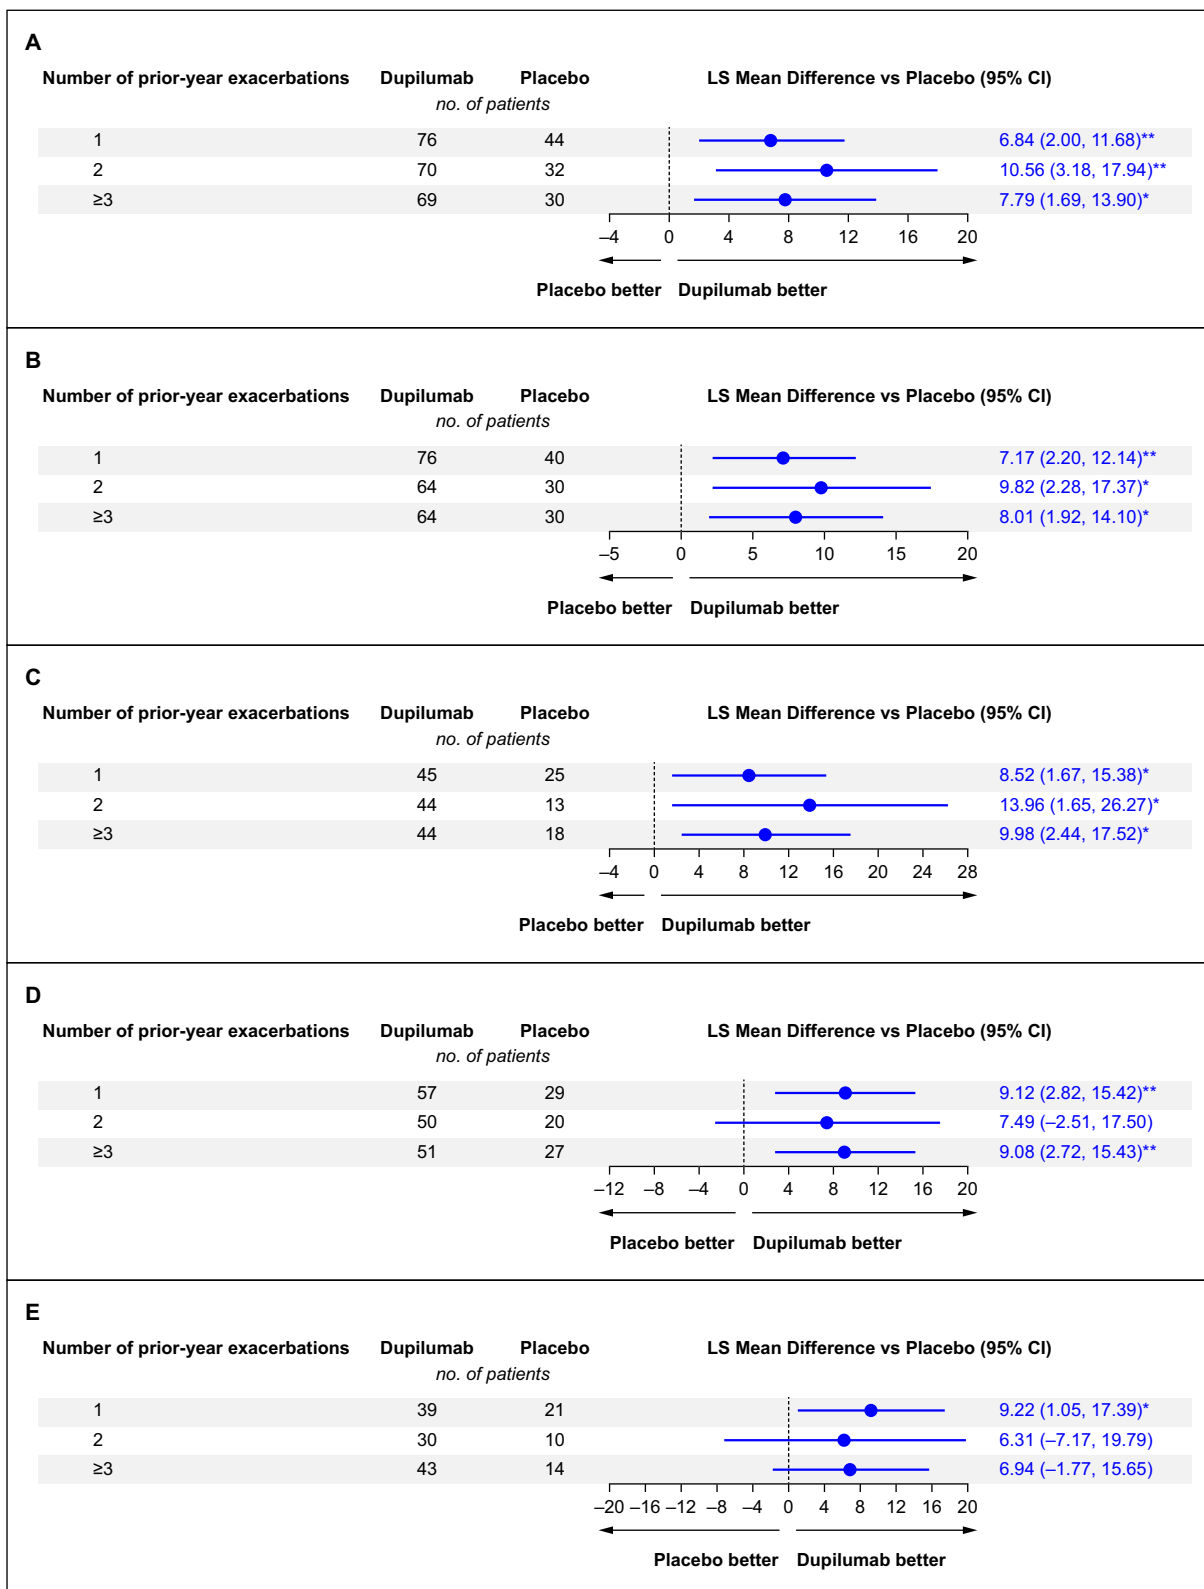 A
Number of prior-year exacerbations Dupilumab Placebo LS Mean Difference vs Placebo (95% CI)
no. of patients
1 76 44 6.84 (2.00, 11.68)**
2 70 32 10.56 (3.18, 17.94)**
≥3 69 30 7.79 (1.69, 13.90)*
–4 0 4 8 12 16 20
Placebo better Dupilumab better
B
Number of prior-year exacerbations Dupilumab Placebo LS Mean Difference vs Placebo (95% CI)
no. of patients
1 76 40 7.17 (2.20, 12.14)**
2 64 30 9.82 (2.28, 17.37)*
≥3 64 30 8.01 (1.92, 14.10)*
–5 0 5 10 15 20
Placebo better Dupilumab better
C
Number of prior-year exacerbations Dupilumab Placebo LS Mean Difference vs Placebo (95% CI)
no. of patients
1 45 25 8.52 (1.67, 15.38)*
2 44 13 13.96 (1.65, 26.27)*
≥3 44 18 9.98 (2.44, 17.52)*
–4 0 4 8 12 16 20 24 28
Placebo better Dupilumab better
D
Number of prior-year exacerbations Dupilumab Placebo LS Mean Difference vs Placebo (95% CI)
no. of patients
1 57 29 9.12 (2.82, 15.42)**
2 50 20 7.49 (–2.51, 17.50)
≥3 51 27 9.08 (2.72, 15.43)**
–12 –8 –4 0 4 8 12 16 20
Placebo better Dupilumab better
E
Number of prior-year exacerbations Dupilumab Placebo LS Mean Difference vs Placebo (95% CI)
no. of patients
1 39 21 9.22 (1.05, 17.39)*
2 30 10 6.31 (–7.17, 19.79)
≥3 43 14 6.94 (–1.77, 15.65)
–20 –16 –12 –8 –4 0 4 8 12 16 20
Placebo better Dupilumab better